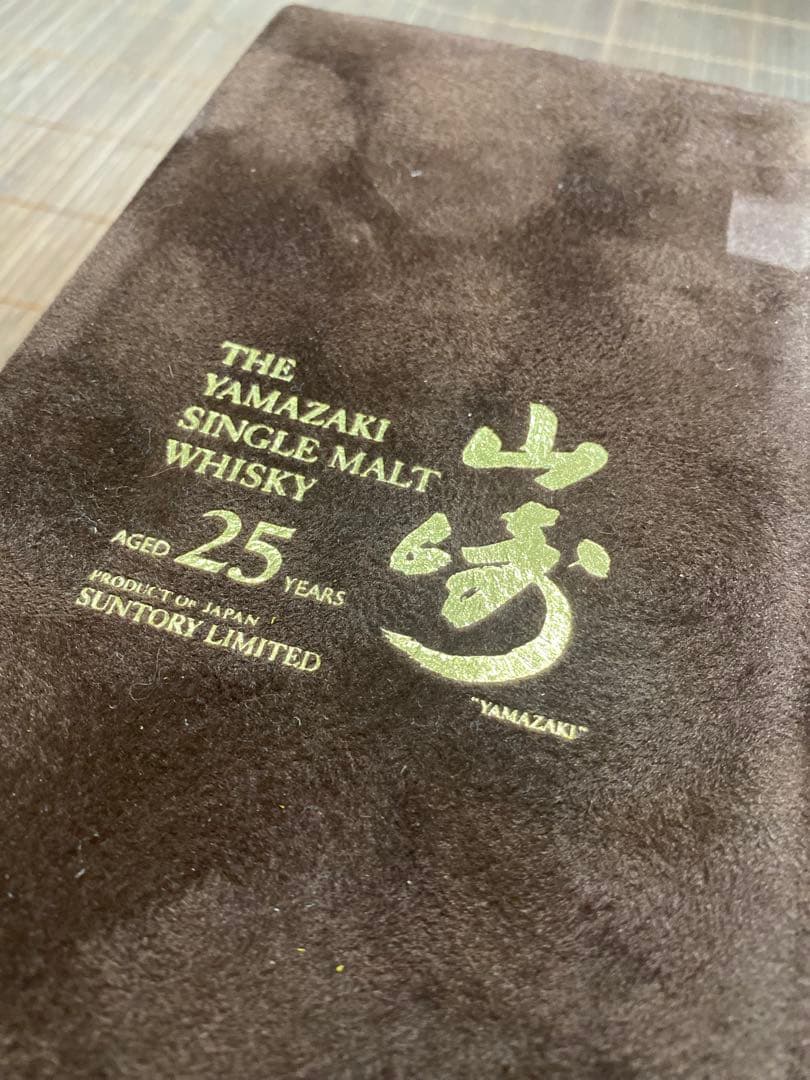 THE
YAMAZAKI
SINGLE MALT
WHISKY
AGED 25 YEARS
PRODUCT OF JAPAN
SUNTORY LIMITED
山崎
"YAMAZAKI"